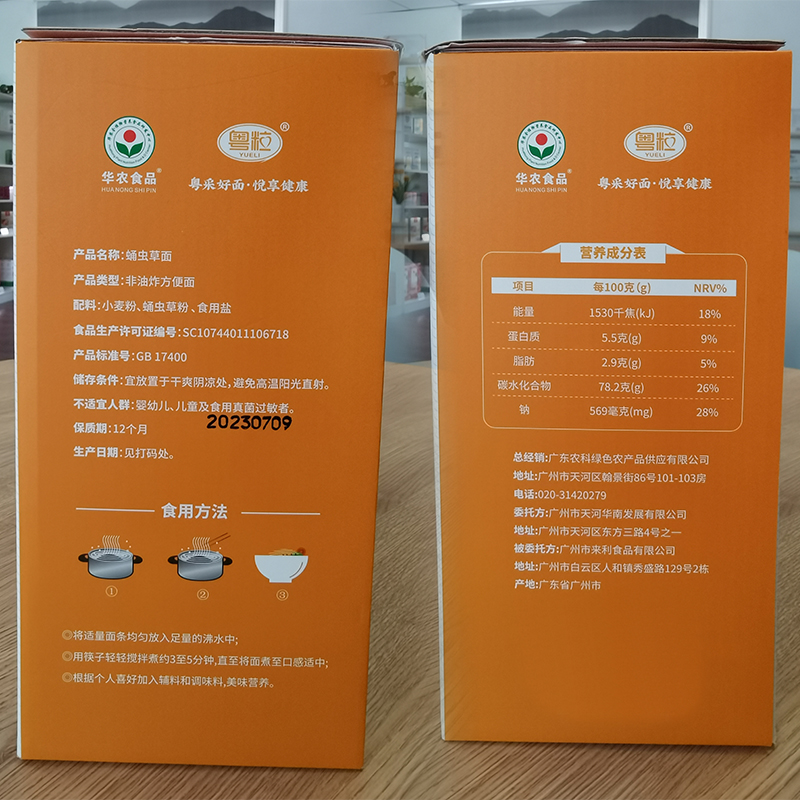 华农食品®
HUA NONG SHI PIN
粤粒®
YUELI
粤采好面·悦享健康
产品名称:蛹虫草面
产品类型:非油炸方便面
配料:小麦粉、蛹虫草粉、食用盐
食品生产许可证编号:SC10744011106718
产品标准号:GB 17400
储存条件:宜放置于干爽阴凉处,避免高温阳光直射。
不适宜人群:婴幼儿、儿童及食用真菌过敏者。
保质期:12个月
20230709
生产日期:见打码处。
食用方法
① ② ③
◎将适量面条均匀放入足量的沸水中;
◎用筷子轻轻搅拌煮约3至5分钟,直至将面煮至口感适中;
◎根据个人喜好加入辅料和调味料,美味营养。
华农食品®
HUA NONG SHI PIN
粤粒®
YUELI
粤采好面·悦享健康
营养成分表
项目 每100克(g) NRV%
能量 1530千焦(kJ) 18%
蛋白质 5.5克(g) 9%
脂肪 2.9克(g) 5%
碳水化合物 78.2克(g) 26%
钠 569毫克(mg) 28%
总经销:广东农科绿色农产品供应有限公司
地址:广州市天河区翰景街86号101-103房
电话:020-31420279
委托方:广州市天河华南发展有限公司
地址:广州市天河区东方三路4号之一
被委托方:广州市来利食品有限公司
地址:广州市白云区人和镇秀盛路129号2栋
产地:广东省广州市